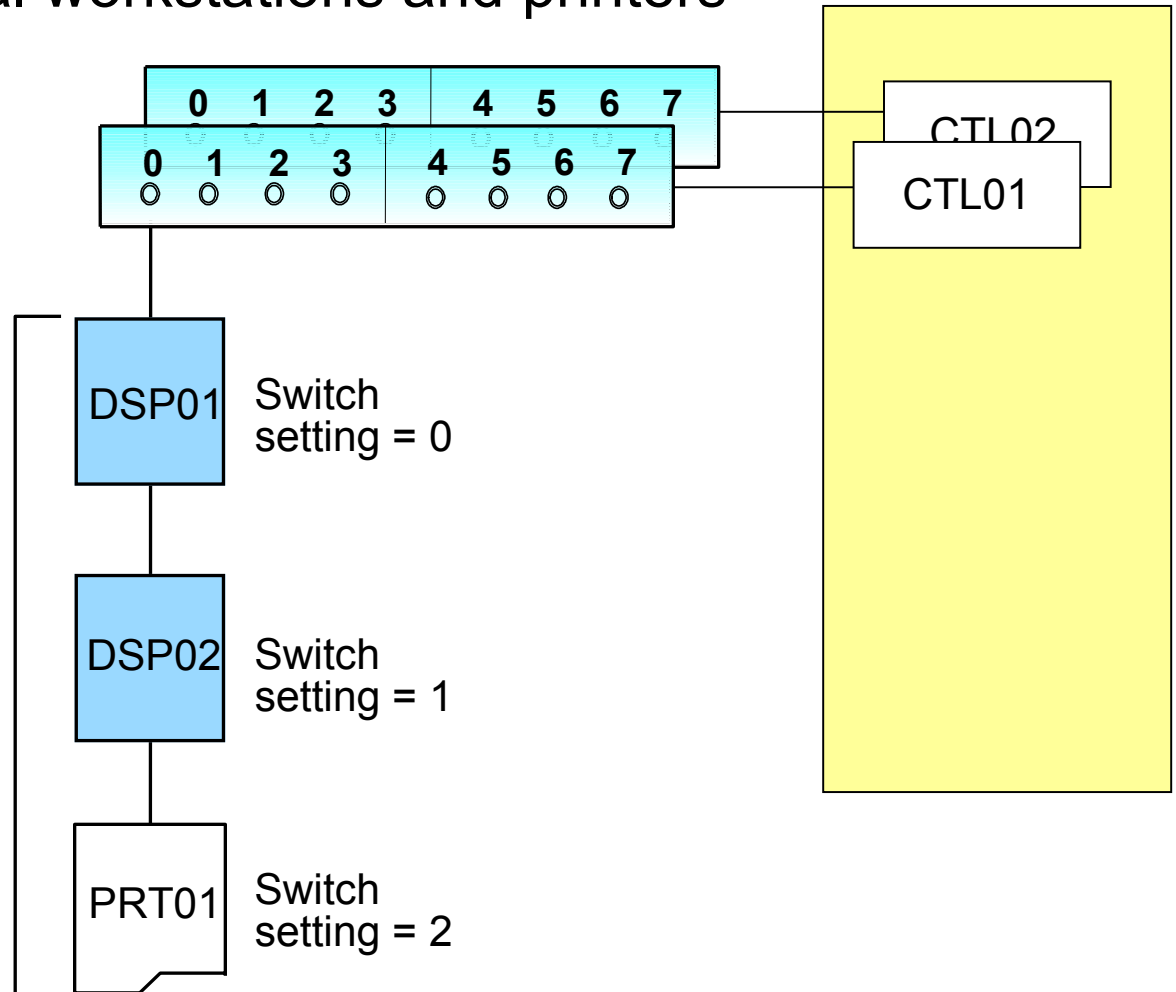 workstations and printers
0 1 2 3 4 5 6 7
CTL02
0 1 2 3 4 5 6 7
CTL01
DSP01
Switch
setting = 0
DSP02
Switch
setting = 1
PRT01
Switch
setting = 2